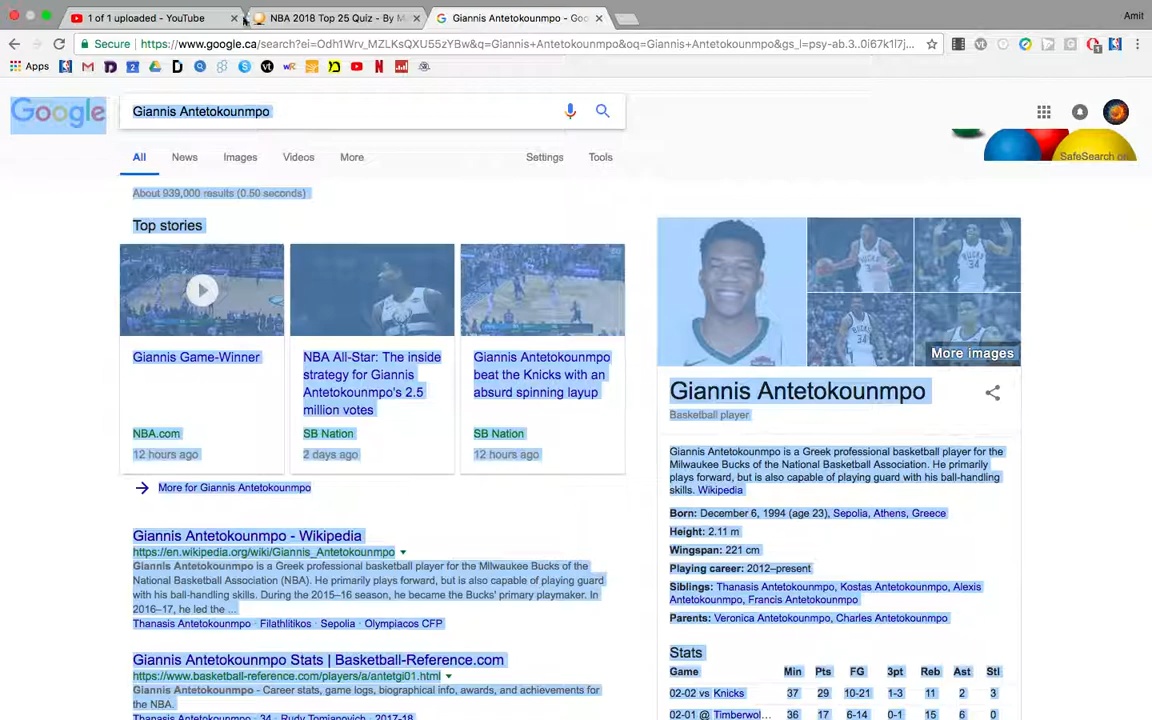 1 of 1 uploaded - YouTube
NBA 2018 Top 25 Quiz - By M
Giannis Antetokounmpo - Goo
Amit
Secure
https://www.google.ca/search?ei=Odh1Wrv_MZLKsQXU55zYBw&q=Giannis+Antetokounmpo&oq=Giannis+Antetokounmpo&gs_l=psy-ab.3..0i67k1l7j...
Apps
Google
Giannis Antetokounmpo
All
News
Images
Videos
More
Settings
Tools
SafeSearch on
About 939,000 results (0.50 seconds)
Top stories
Giannis Game-Winner
NBA.com
12 hours ago
NBA All-Star: The inside
strategy for Giannis
Antetokounmpo's 2.5
million votes
SB Nation
2 days ago
Giannis Antetokounmpo
beat the Knicks with an
absurd spinning layup
SB Nation
12 hours ago
More for Giannis Antetokounmpo
Giannis Antetokounmpo - Wikipedia
https://en.wikipedia.org/wiki/Giannis_Antetokounmpo
Giannis Antetokounmpo is a Greek professional basketball player for the Milwaukee Bucks of the
National Basketball Association (NBA). He primarily plays forward, but is also capable of playing guard
with his ball-handling skills. During the 2015–16 season, he became the Bucks' primary playmaker. In
2016–17, he led the ...
Thanasis Antetokounmpo · Filathlitikos · Sepolia · Olympiacos CFP
Giannis Antetokounmpo Stats | Basketball-Reference.com
https://www.basketball-reference.com/players/a/antetgi01.html
Giannis Antetokounmpo - Career stats, game logs, biographical info, awards, and achievements for
the NBA.
Thanasis Antetokounmpo · 34 · Rudy Tomjanovich · 2017-18
More images
Giannis Antetokounmpo
Basketball player
Giannis Antetokounmpo is a Greek professional basketball player for the
Milwaukee Bucks of the National Basketball Association. He primarily
plays forward, but is also capable of playing guard with his ball-handling
skills. Wikipedia
Born: December 6, 1994 (age 23), Sepolia, Athens, Greece
Height: 2.11 m
Wingspan: 221 cm
Playing career: 2012–present
Siblings: Thanasis Antetokounmpo, Kostas Antetokounmpo, Alexis
Antetokounmpo, Francis Antetokounmpo
Parents: Veronica Antetokounmpo, Charles Antetokounmpo
Stats
Game Min Pts FG 3pt Reb Ast Stl
02-02 vs Knicks 37 29 10-21 1-3 11 2 3
02-01 @ Timberwol... 36 17 6-14 0-1 15 6 0